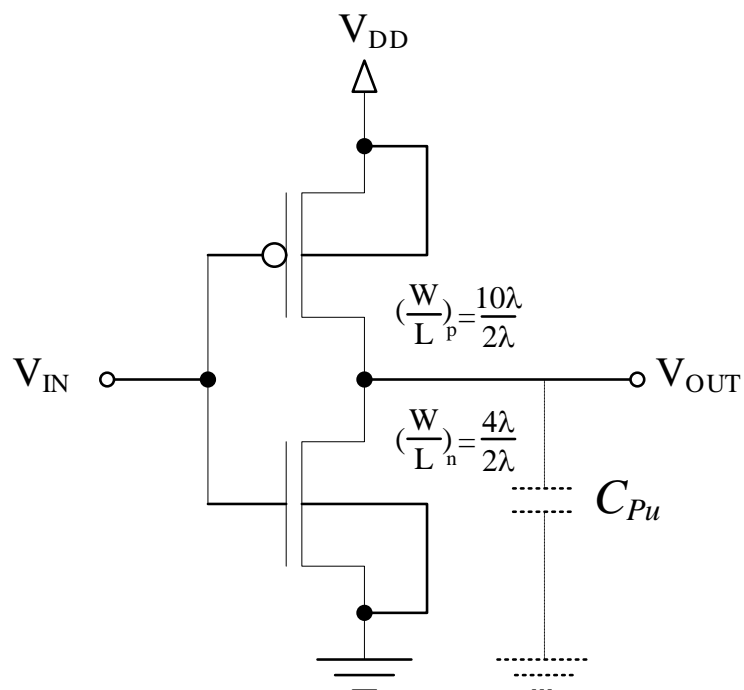 V_DD
(W/L)_p = 10λ/2λ
V_IN
V_OUT
(W/L)_n = 4λ/2λ
C_Pu